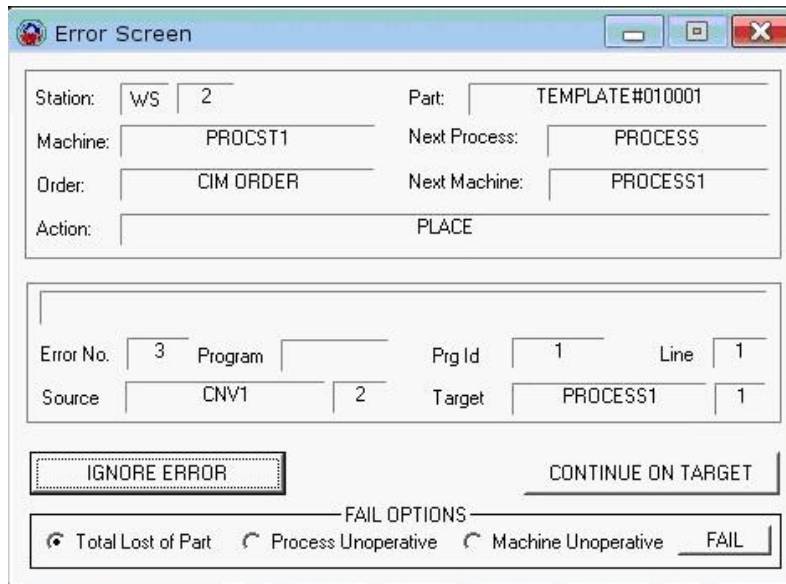 Error Screen
Station: WS 2 Part: TEMPLATE#010001
Machine: PROCST1 Next Process: PROCESS
Order: CIM ORDER Next Machine: PROCESS1
Action: PLACE
Error No. 3 Program Prg Id 1 Line 1
Source CNV1 2 Target PROCESS1 1
IGNORE ERROR CONTINUE ON TARGET
FAIL OPTIONS
Total Lost of Part Process Unoperative Machine Unoperative FAIL